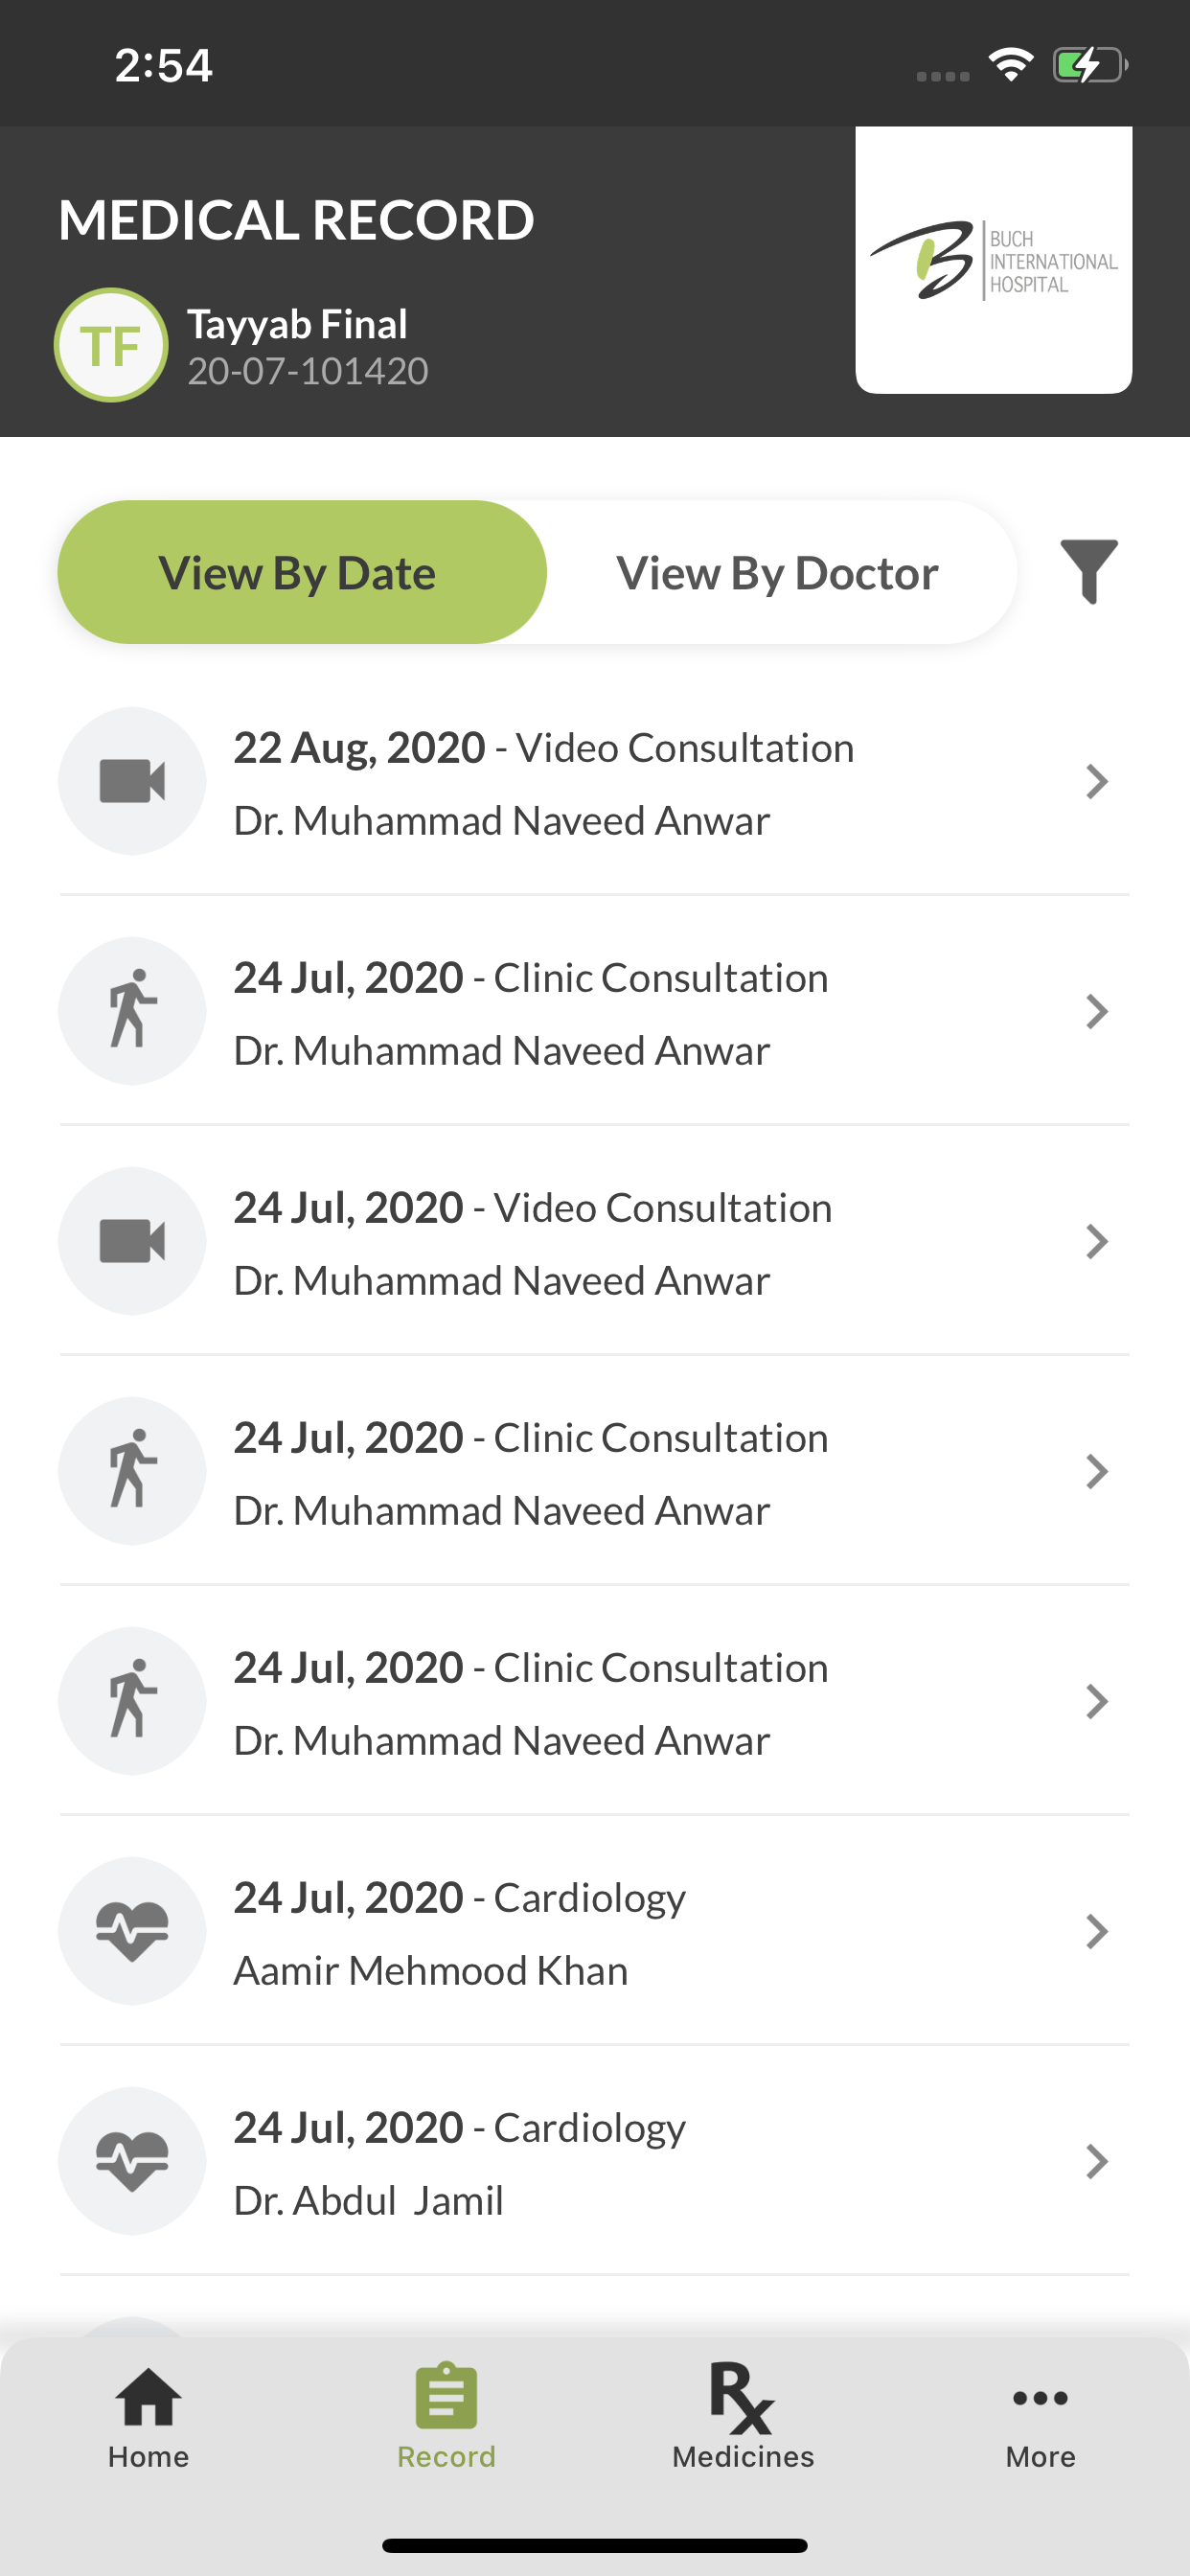 2:54
MEDICAL RECORD
BUCH
INTERNATIONAL
HOSPITAL
TF
Tayyab Final
20-07-101420
View By Date
View By Doctor
22 Aug, 2020 - Video Consultation
Dr. Muhammad Naveed Anwar
24 Jul, 2020 - Clinic Consultation
Dr. Muhammad Naveed Anwar
24 Jul, 2020 - Video Consultation
Dr. Muhammad Naveed Anwar
24 Jul, 2020 - Clinic Consultation
Dr. Muhammad Naveed Anwar
24 Jul, 2020 - Clinic Consultation
Dr. Muhammad Naveed Anwar
24 Jul, 2020 - Cardiology
Aamir Mehmood Khan
24 Jul, 2020 - Cardiology
Dr. Abdul  Jamil
Home
Record
Rx
Medicines
More